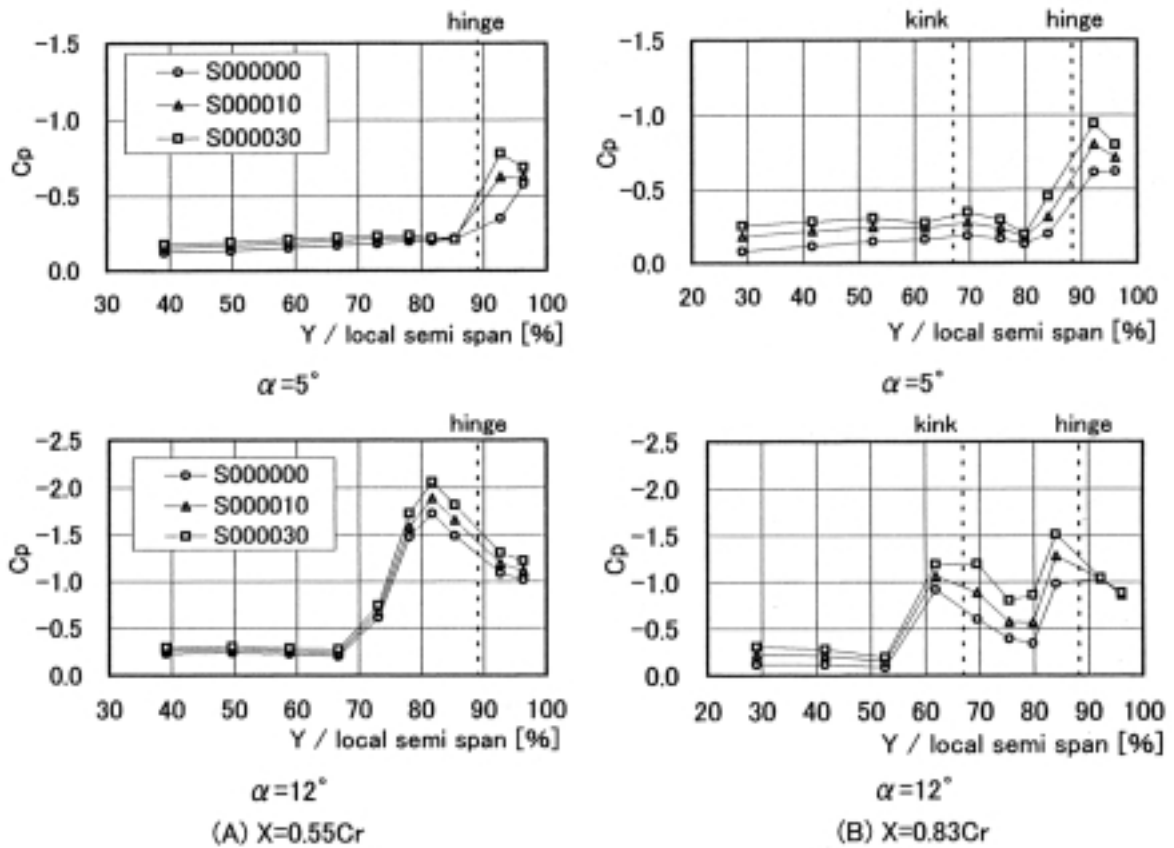 hinge
-1.5
-1.0
-0.5
0.0
Cp
S000000
S000010
S000030
30 40 50 60 70 80 90 100
Y / local semi span [%]
α=5°
kink hinge
-1.5
-1.0
-0.5
0.0
Cp
20 30 40 50 60 70 80 90 100
Y / local semi span [%]
α=5°
hinge
-2.5
-2.0
-1.5
-1.0
-0.5
0.0
Cp
S000000
S000010
S000030
30 40 50 60 70 80 90 100
Y / local semi span [%]
α=12°
(A) X=0.55Cr
kink hinge
-2.5
-2.0
-1.5
-1.0
-0.5
0.0
Cp
20 30 40 50 60 70 80 90 100
Y / local semi span [%]
α=12°
(B) X=0.83Cr